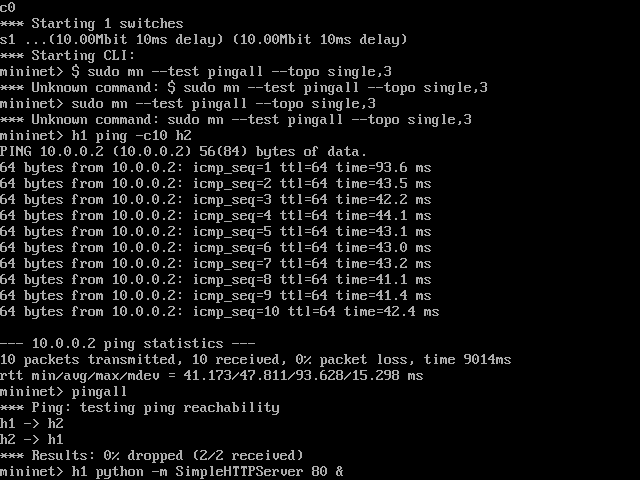 c0
*** Starting 1 switches
s1 ...(10.00Mbit 10ms delay) (10.00Mbit 10ms delay)
*** Starting CLI:
mininet> $ sudo mn --test pingall --topo single,3
*** Unknown command: $ sudo mn --test pingall --topo single,3
mininet> sudo mn --test pingall --topo single,3
*** Unknown command: sudo mn --test pingall --topo single,3
mininet> h1 ping -c10 h2
PING 10.0.0.2 (10.0.0.2) 56(84) bytes of data.
64 bytes from 10.0.0.2: icmp_seq=1 ttl=64 time=93.6 ms
64 bytes from 10.0.0.2: icmp_seq=2 ttl=64 time=43.5 ms
64 bytes from 10.0.0.2: icmp_seq=3 ttl=64 time=42.2 ms
64 bytes from 10.0.0.2: icmp_seq=4 ttl=64 time=44.1 ms
64 bytes from 10.0.0.2: icmp_seq=5 ttl=64 time=43.1 ms
64 bytes from 10.0.0.2: icmp_seq=6 ttl=64 time=43.0 ms
64 bytes from 10.0.0.2: icmp_seq=7 ttl=64 time=43.2 ms
64 bytes from 10.0.0.2: icmp_seq=8 ttl=64 time=41.1 ms
64 bytes from 10.0.0.2: icmp_seq=9 ttl=64 time=41.4 ms
64 bytes from 10.0.0.2: icmp_seq=10 ttl=64 time=42.4 ms
--- 10.0.0.2 ping statistics ---
10 packets transmitted, 10 received, 0% packet loss, time 9014ms
rtt min/avg/max/mdev = 41.173/47.811/93.628/15.298 ms
mininet> pingall
*** Ping: testing ping reachability
h1 -> h2
h2 -> h1
*** Results: 0% dropped (2/2 received)
mininet> h1 python -m SimpleHTTPServer 80 &